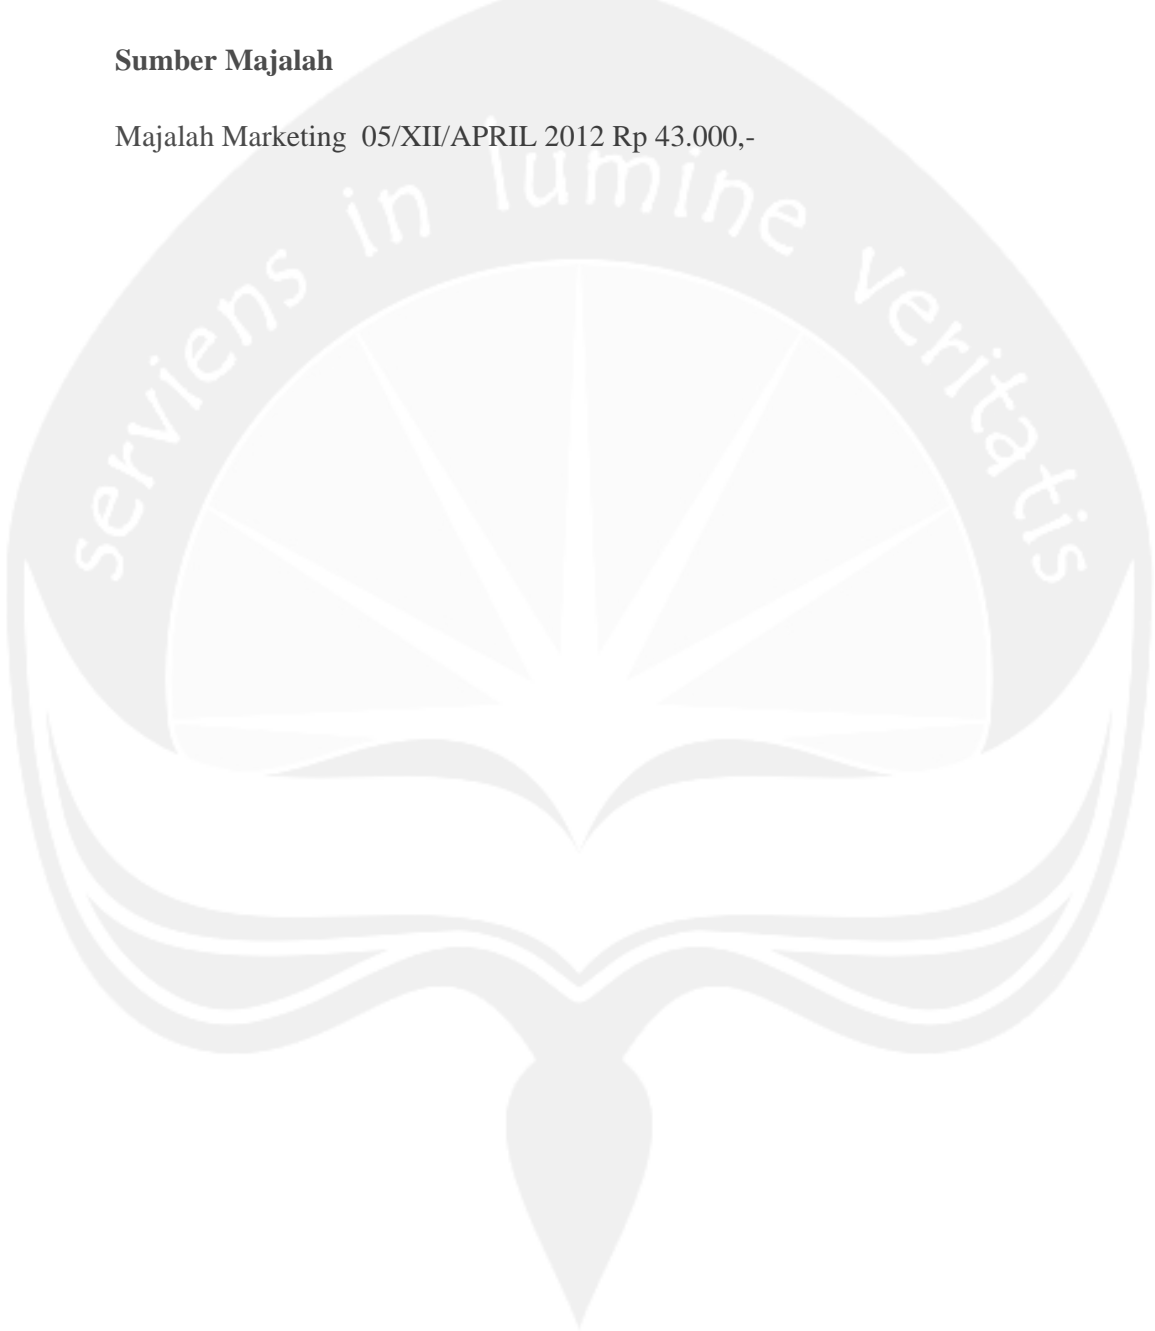 Sumber Majalah
Majalah Marketing  05/XII/APRIL 2012 Rp 43.000,-
serviens in lumine veritatis